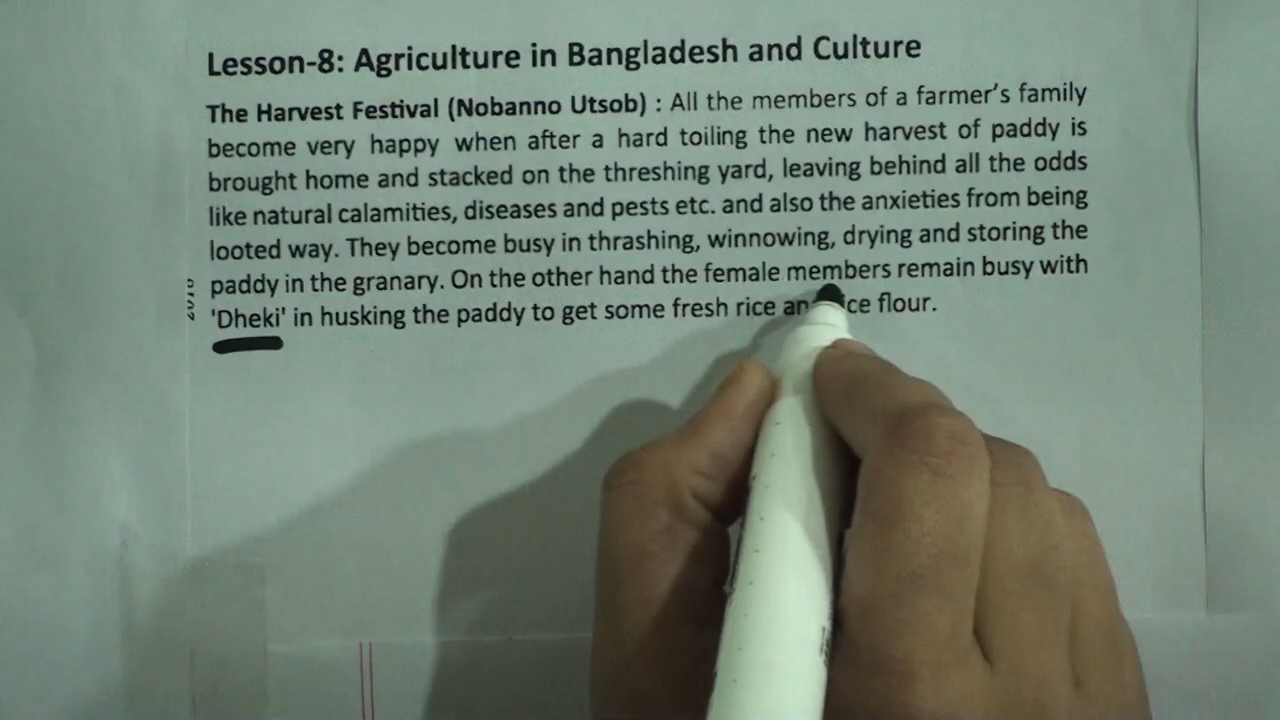 Lesson-8: Agriculture in Bangladesh and Culture
The Harvest Festival (Nobanno Utsob) : All the members of a farmer's family
become very happy when after a hard toiling the new harvest of paddy is
brought home and stacked on the threshing yard, leaving behind all the odds
like natural calamities, diseases and pests etc. and also the anxieties from being
looted way. They become busy in thrashing, winnowing, drying and storing the
paddy in the granary. On the other hand the female members remain busy with
'Dheki' in husking the paddy to get some fresh rice flour.